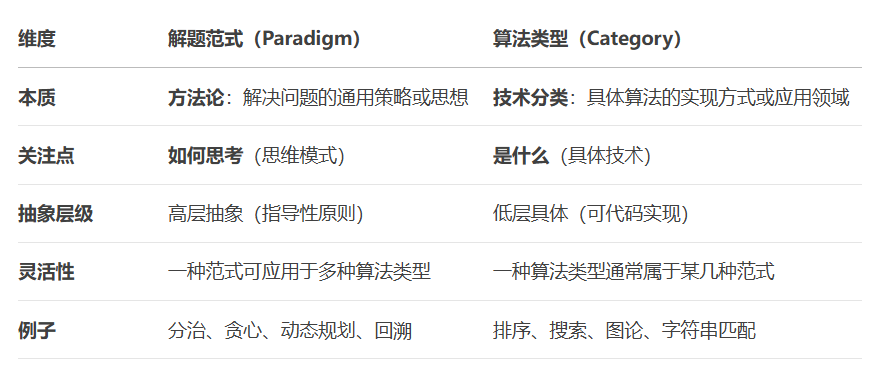 维度 解题范式（Paradigm） 算法类型（Category）
本质 方法论：解决问题的通用策略或思想 技术分类：具体算法的实现方式或应用领域
关注点 如何思考（思维模式） 是什么（具体技术）
抽象层级 高层抽象（指导性原则） 低层具体（可代码实现）
灵活性 一种范式可应用于多种算法类型 一种算法类型通常属于某几种范式
例子 分治、贪心、动态规划、回溯 排序、搜索、图论、字符串匹配